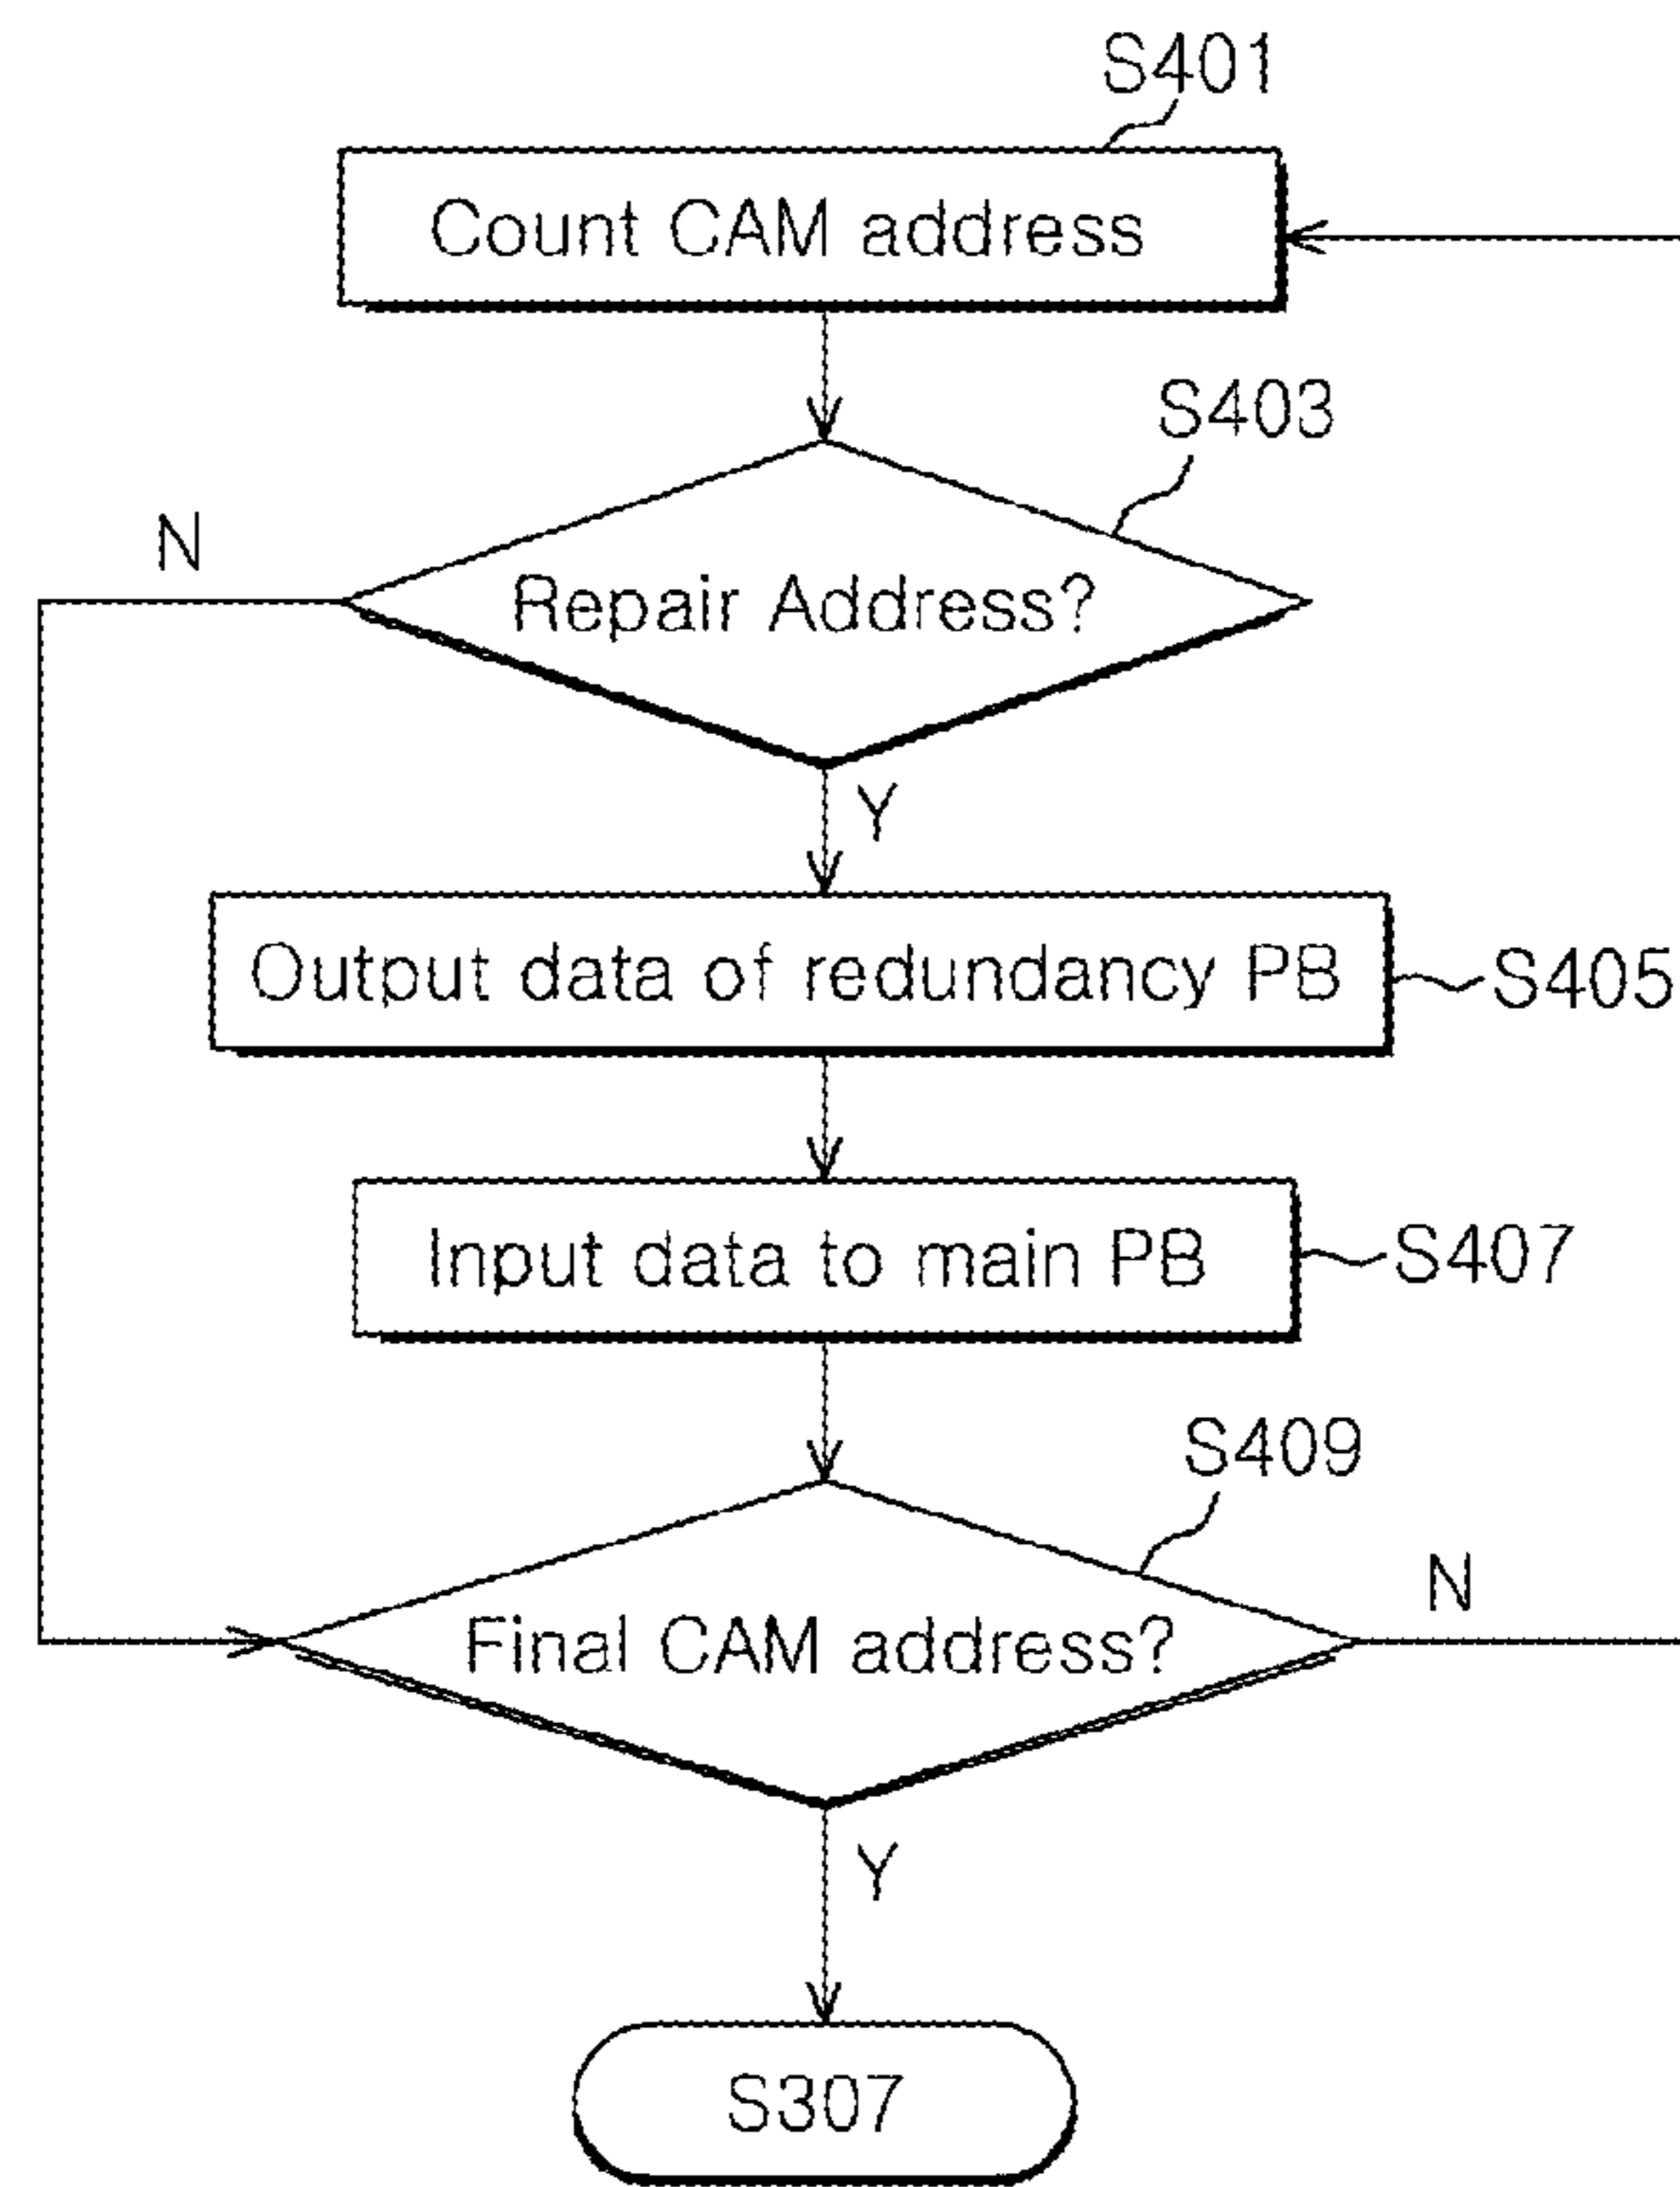 S401
Count CAM address
S403
N
Repair Address?
Y
Output data of redundancy PB
S405
Input data to main PB
S407
S409
N
Final CAM address?
Y
S307